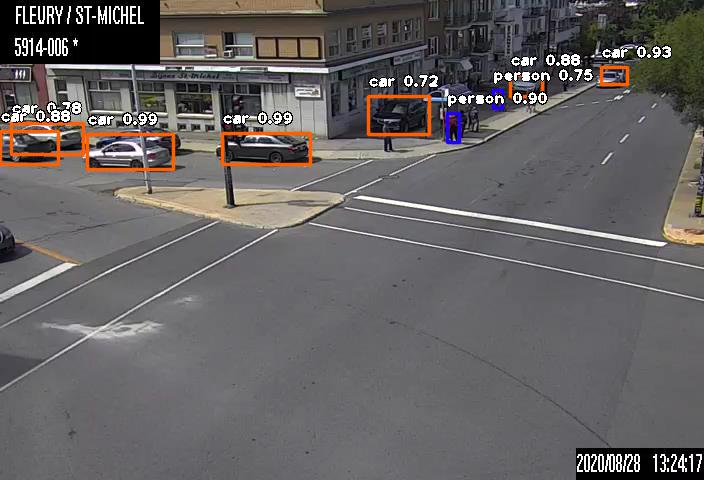 FLEURY / ST-MICHEL
5914-006 *
car 0.93
car 0.88
person 0.75
car 0.72
person 0.90
car 0.78
car 0.88
car 0.99
car 0.99
2020/08/28 13:24:17